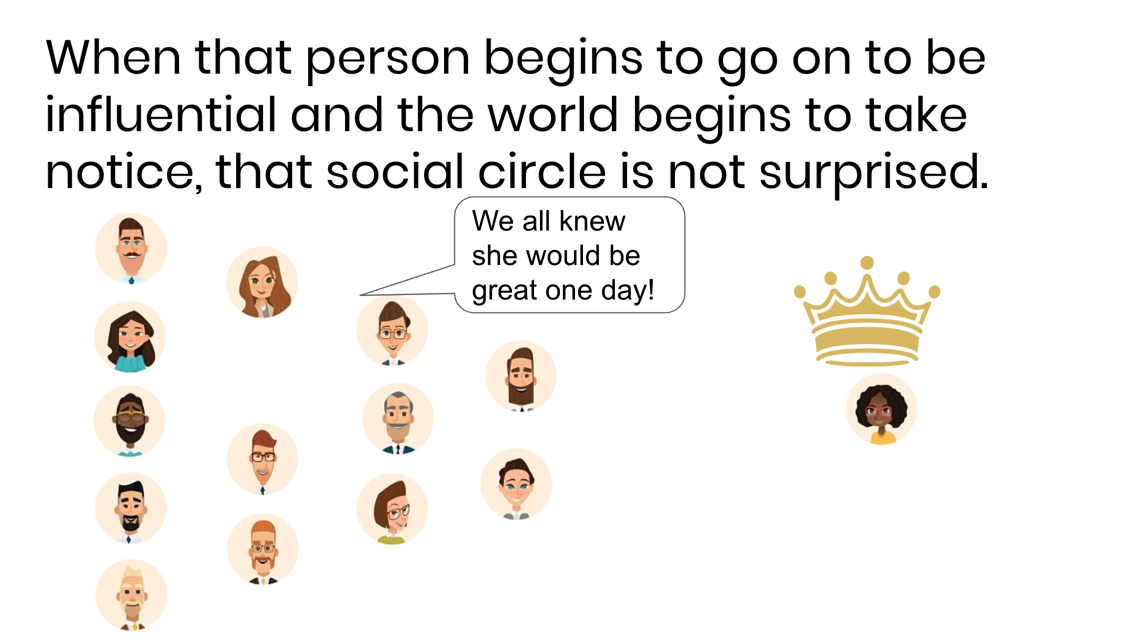 When that person begins to go on to be
influential and the world begins to take
notice, that social circle is not surprised.
We all knew
she would be
great one day!